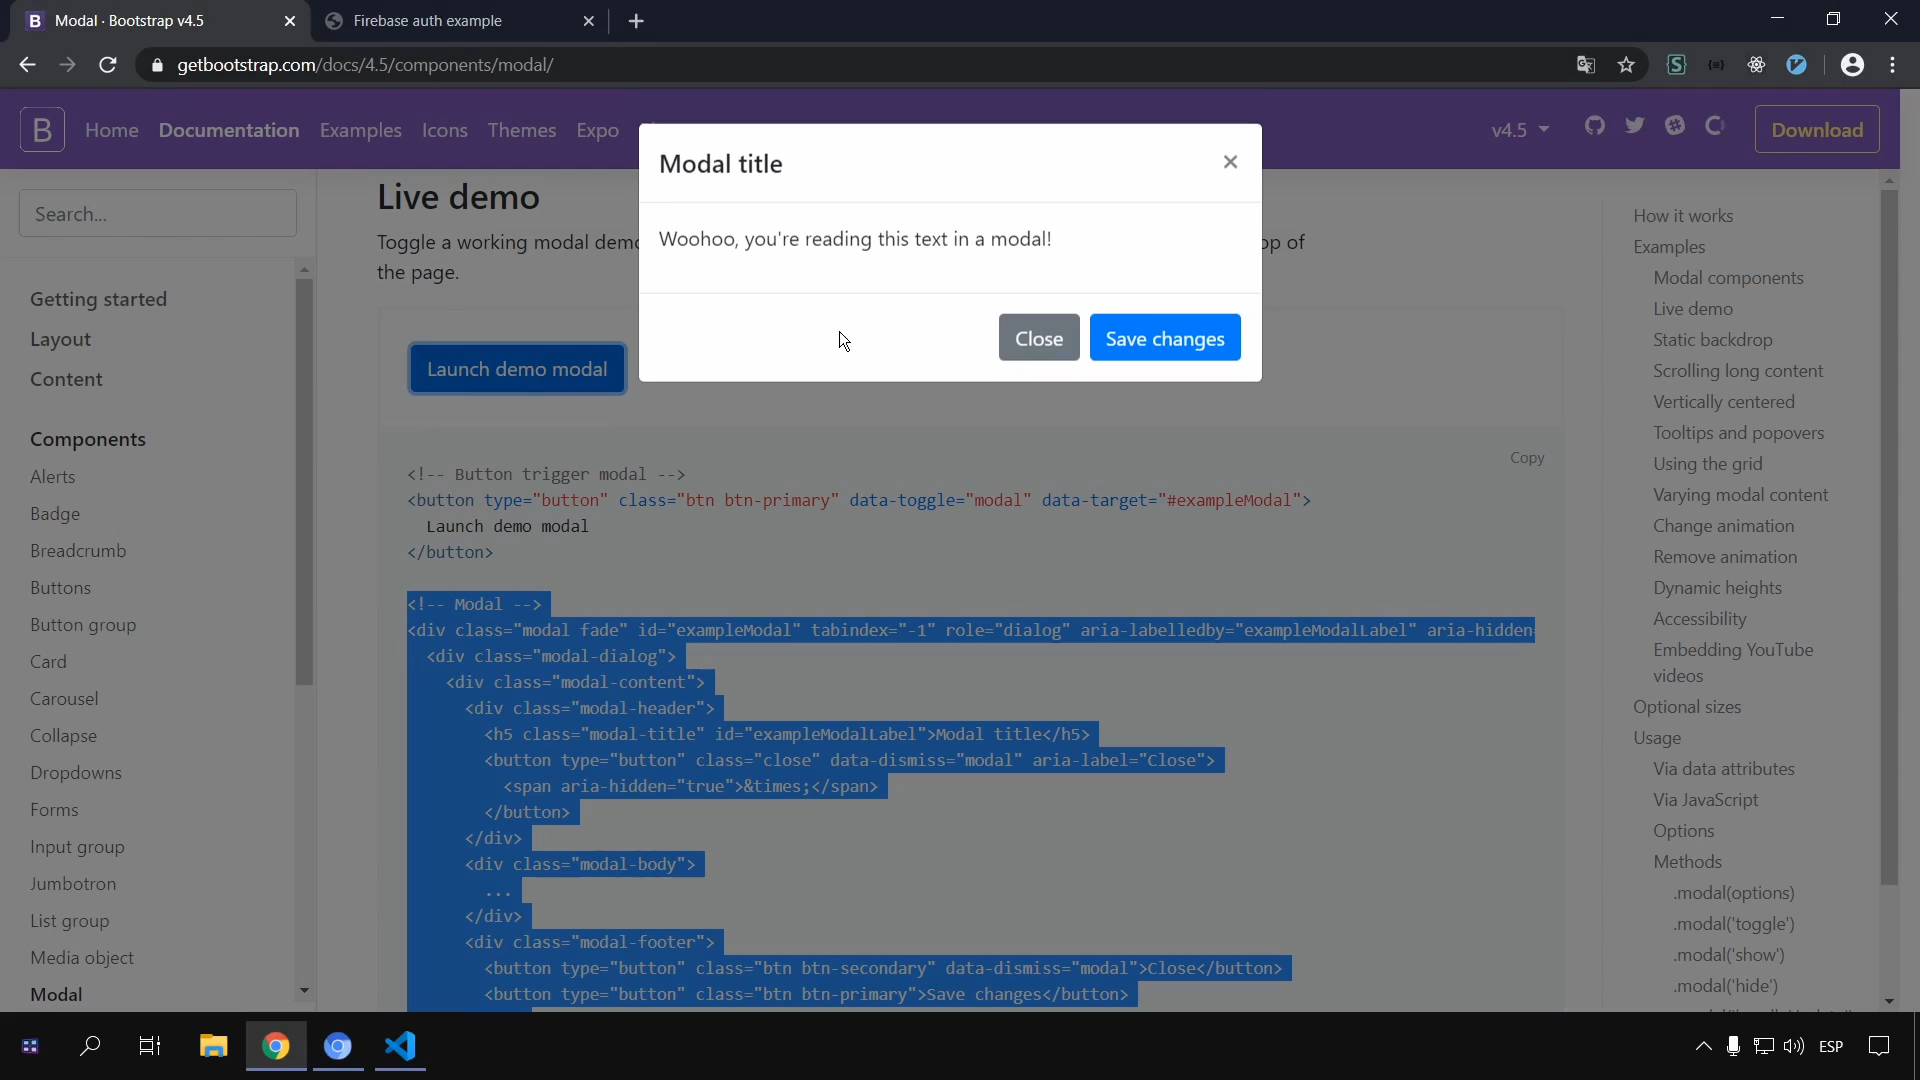 B Modal · Bootstrap v4.5
Firebase auth example
getbootstrap.com/docs/4.5/components/modal/
B Home Documentation Examples Icons Themes Expo
v4.5
Download
Modal title ×
Woohoo, you're reading this text in a modal!
Close Save changes
Search...
Getting started
Layout
Content
Components
Alerts
Badge
Breadcrumb
Buttons
Button group
Card
Carousel
Collapse
Dropdowns
Forms
Input group
Jumbotron
List group
Media object
Modal
Live demo
Toggle a working modal op of
the page.
Launch demo modal
Copy
<!-- Button trigger modal -->
<button type="button" class="btn btn-primary" data-toggle="modal" data-target="#exampleModal">
Launch demo modal
</button>
<!-- Modal -->
<div class="modal fade" id="exampleModal" tabindex="-1" role="dialog" aria-labelledby="exampleModalLabel" aria-hidden=
<div class="modal-dialog">
<div class="modal-content">
<div class="modal-header">
<h5 class="modal-title" id="exampleModalLabel">Modal title</h5>
<button type="button" class="close" data-dismiss="modal" aria-label="Close">
<span aria-hidden="true">&times;</span>
</button>
</div>
<div class="modal-body">
...
</div>
<div class="modal-footer">
<button type="button" class="btn btn-secondary" data-dismiss="modal">Close</button>
<button type="button" class="btn btn-primary">Save changes</button>
How it works
Examples
Modal components
Live demo
Static backdrop
Scrolling long content
Vertically centered
Tooltips and popovers
Using the grid
Varying modal content
Change animation
Remove animation
Dynamic heights
Accessibility
Embedding YouTube
videos
Optional sizes
Usage
Via data attributes
Via JavaScript
Options
Methods
.modal(options)
.modal('toggle')
.modal('show')
.modal('hide')
ESP